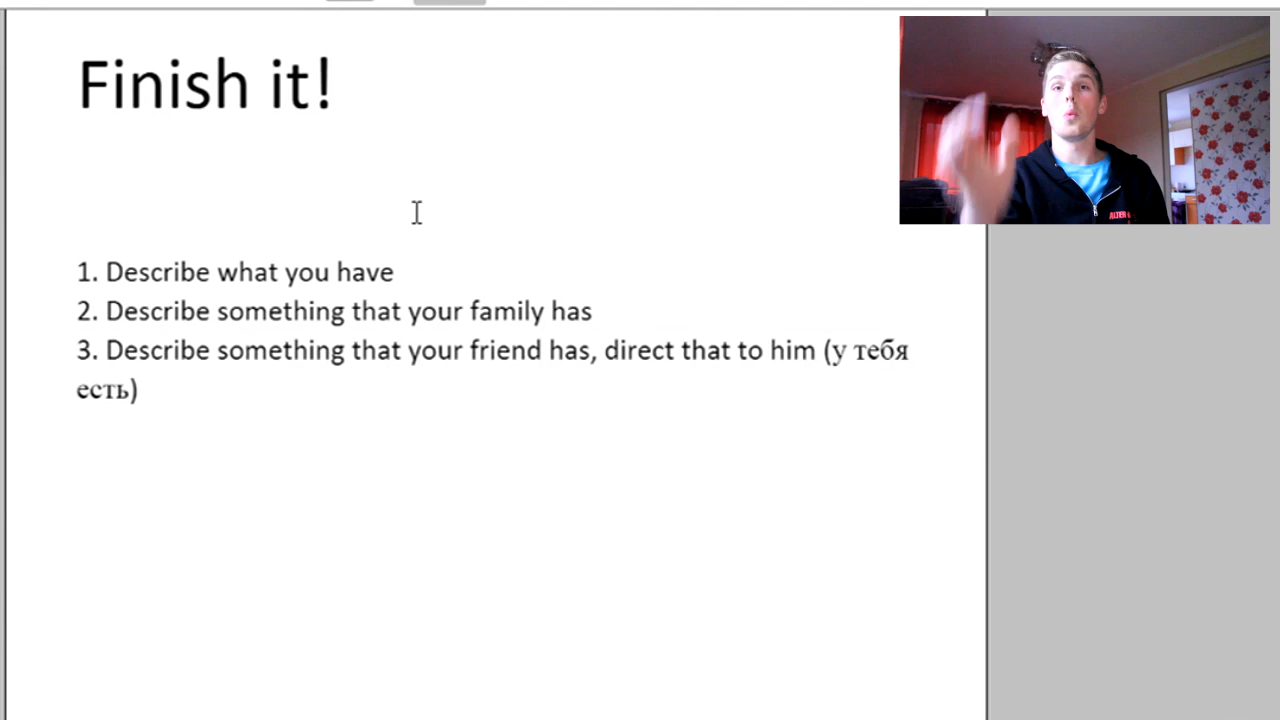 Finish it!
1. Describe what you have
2. Describe something that your family has
3. Describe something that your friend has, direct that to him (у тебя
есть)